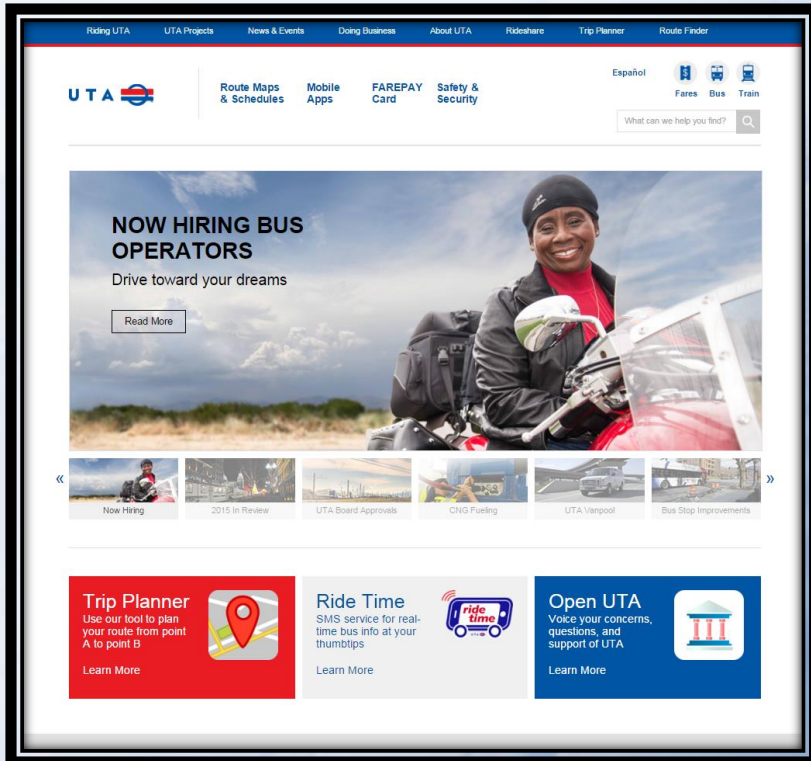 Riding UTA UTA Projects News & Events Doing Business About UTA Rideshare Trip Planner Route Finder
UTA
Route Maps
& Schedules
Mobile
Apps
FAREPAY
Card
Safety &
Security
Español
Fares Bus Train
What can we help you find?
NOW HIRING BUS
OPERATORS
Drive toward your dreams
Read More
« »
Now Hiring 2015 In Review UTA Board Approvals CNG Fueling UTA Vanpool Bus Stop Improvements
Trip Planner
Use our tool to plan
your route from point
A to point B
Learn More
Ride Time
SMS service for real-
time bus info at your
thumbtips
Learn More
ride
time
UTA
Open UTA
Voice your concerns,
questions, and
support of UTA
Learn More